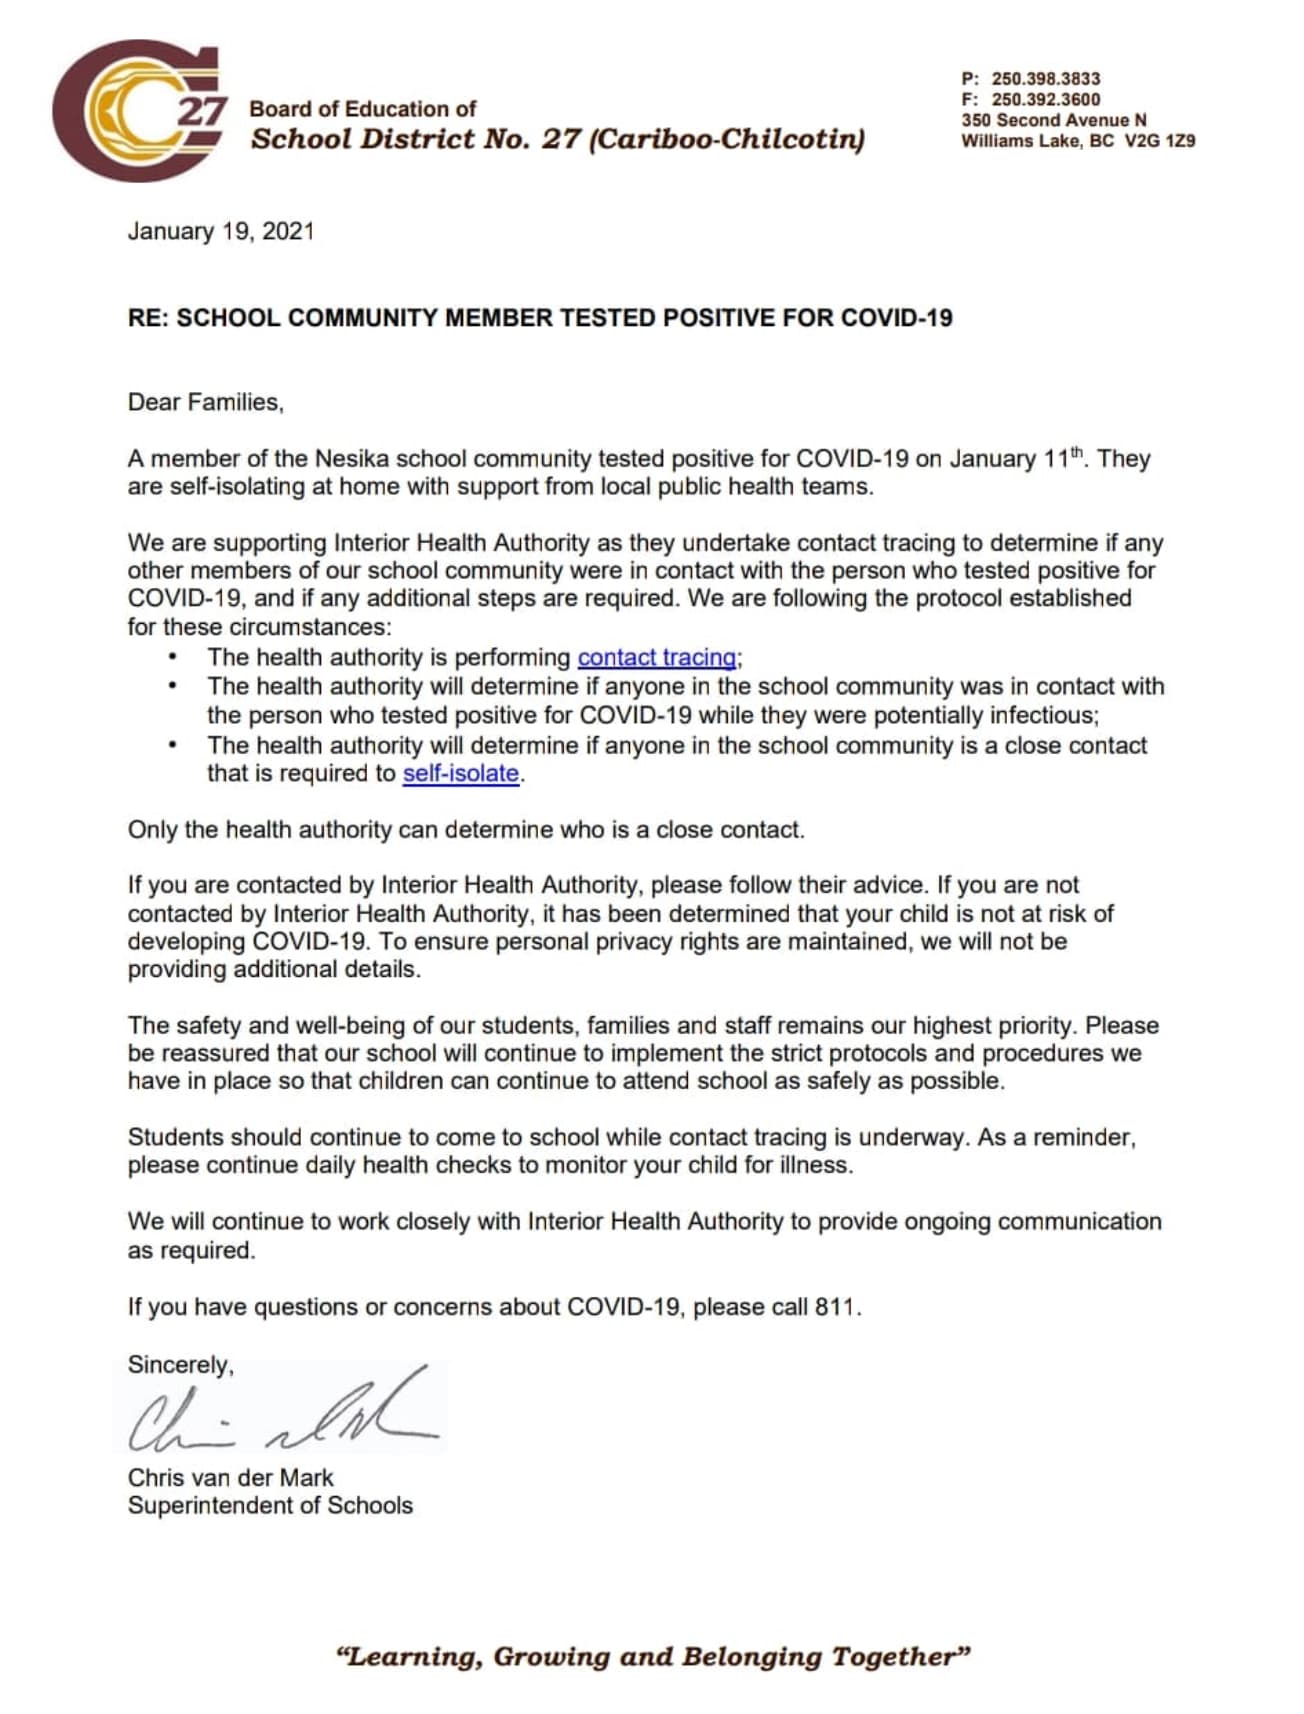 27
Board of Education of
School District No. 27 (Cariboo-Chilcotin)
P: 250.398.3833
F: 250.392.3600
350 Second Avenue N
Williams Lake, BC V2G 1Z9
January 19, 2021
RE: SCHOOL COMMUNITY MEMBER TESTED POSITIVE FOR COVID-19
Dear Families,
A member of the Nesika school community tested positive for COVID-19 on January 11th. They
are self-isolating at home with support from local public health teams.
We are supporting Interior Health Authority as they undertake contact tracing to determine if any
other members of our school community were in contact with the person who tested positive for
COVID-19, and if any additional steps are required. We are following the protocol established
for these circumstances:
• The health authority is performing contact tracing;
• The health authority will determine if anyone in the school community was in contact with
the person who tested positive for COVID-19 while they were potentially infectious;
• The health authority will determine if anyone in the school community is a close contact
that is required to self-isolate.
Only the health authority can determine who is a close contact.
If you are contacted by Interior Health Authority, please follow their advice. If you are not
contacted by Interior Health Authority, it has been determined that your child is not at risk of
developing COVID-19. To ensure personal privacy rights are maintained, we will not be
providing additional details.
The safety and well-being of our students, families and staff remains our highest priority. Please
be reassured that our school will continue to implement the strict protocols and procedures we
have in place so that children can continue to attend school as safely as possible.
Students should continue to come to school while contact tracing is underway. As a reminder,
please continue daily health checks to monitor your child for illness.
We will continue to work closely with Interior Health Authority to provide ongoing communication
as required.
If you have questions or concerns about COVID-19, please call 811.
Sincerely,
Chris van der Mark
Superintendent of Schools
“Learning, Growing and Belonging Together”